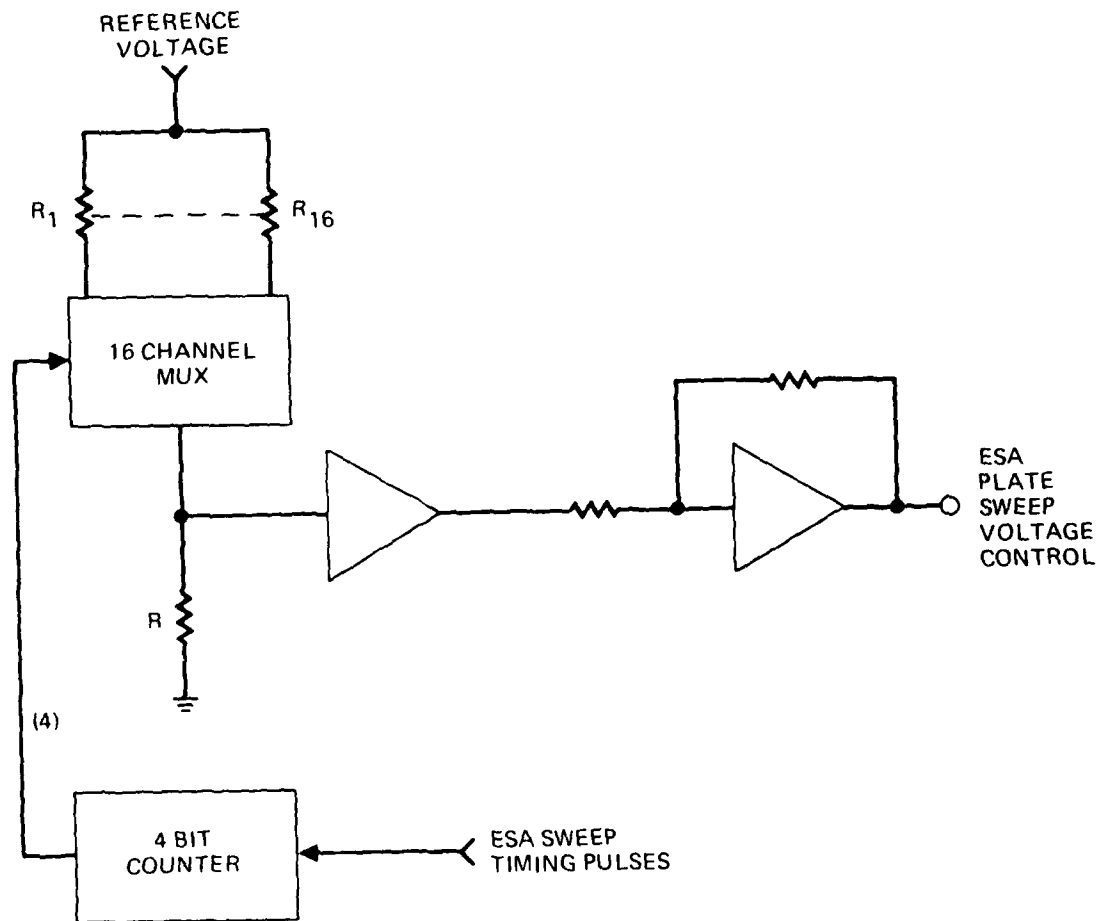 REFERENCE
VOLTAGE
R1
R16
16 CHANNEL
MUX
ESA
PLATE
SWEEP
VOLTAGE
CONTROL
R
(4)
4 BIT
COUNTER
ESA SWEEP
TIMING PULSES